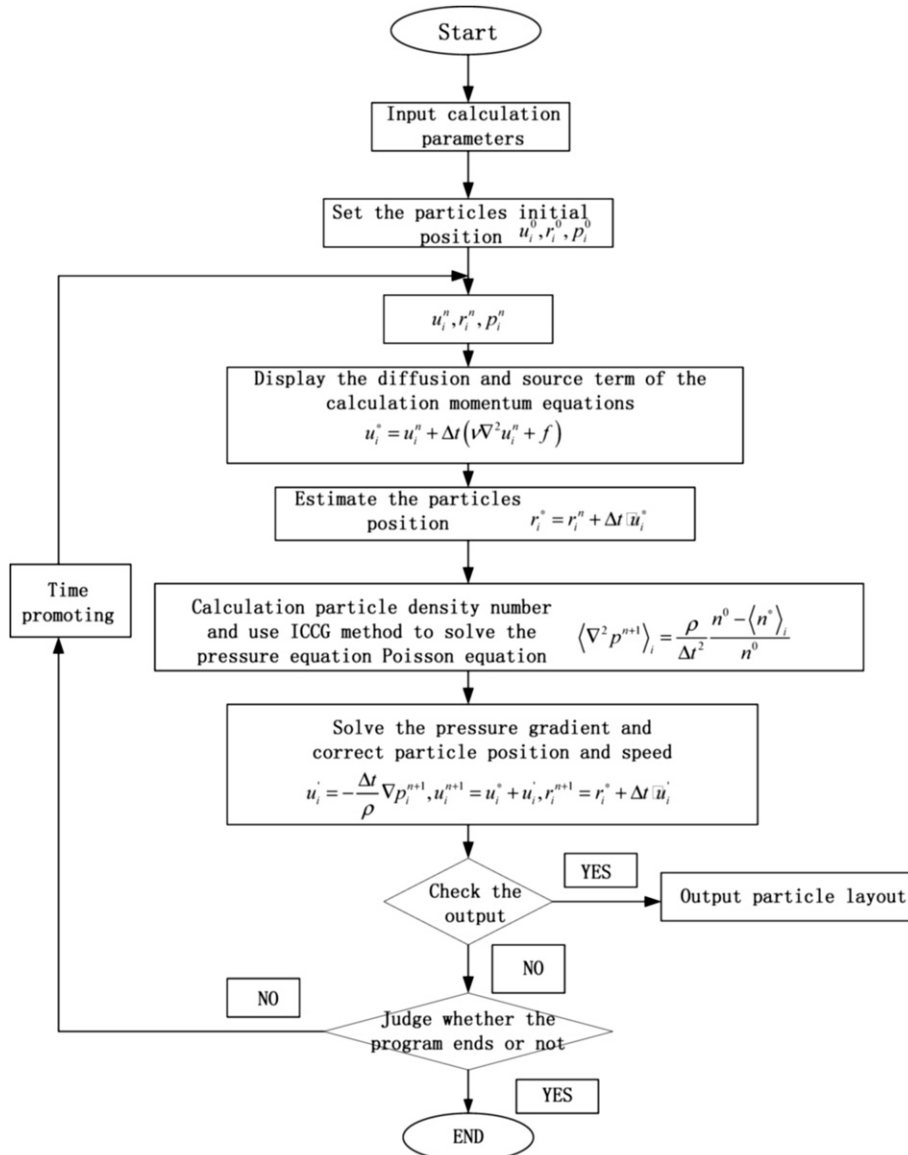 Start
Input calculation
parameters
Set the particles initial
position u_i^0, r_i^0, p_i^0
u_i^n, r_i^n, p_i^n
Display the diffusion and source term of the
calculation momentum equations
u_i^* = u_i^n + Δt(ν∇²u_i^n + f)
Estimate the particles
position r_i^* = r_i^n + Δt□u_i^*
Time
promoting
Calculation particle density number
and use ICCG method to solve the
pressure equation Poisson equation
⟨∇²p^{n+1}⟩_i = ρ/Δt² (n^0 − ⟨n^*⟩_i)/n^0
Solve the pressure gradient and
correct particle position and speed
u_i^' = −Δt/ρ ∇p_i^{n+1}, u_i^{n+1} = u_i^* + u_i^', r_i^{n+1} = r_i^* + Δt□u_i^'
YES
Check the
output
Output particle layout
NO
NO
Judge whether the
program ends or not
YES
END